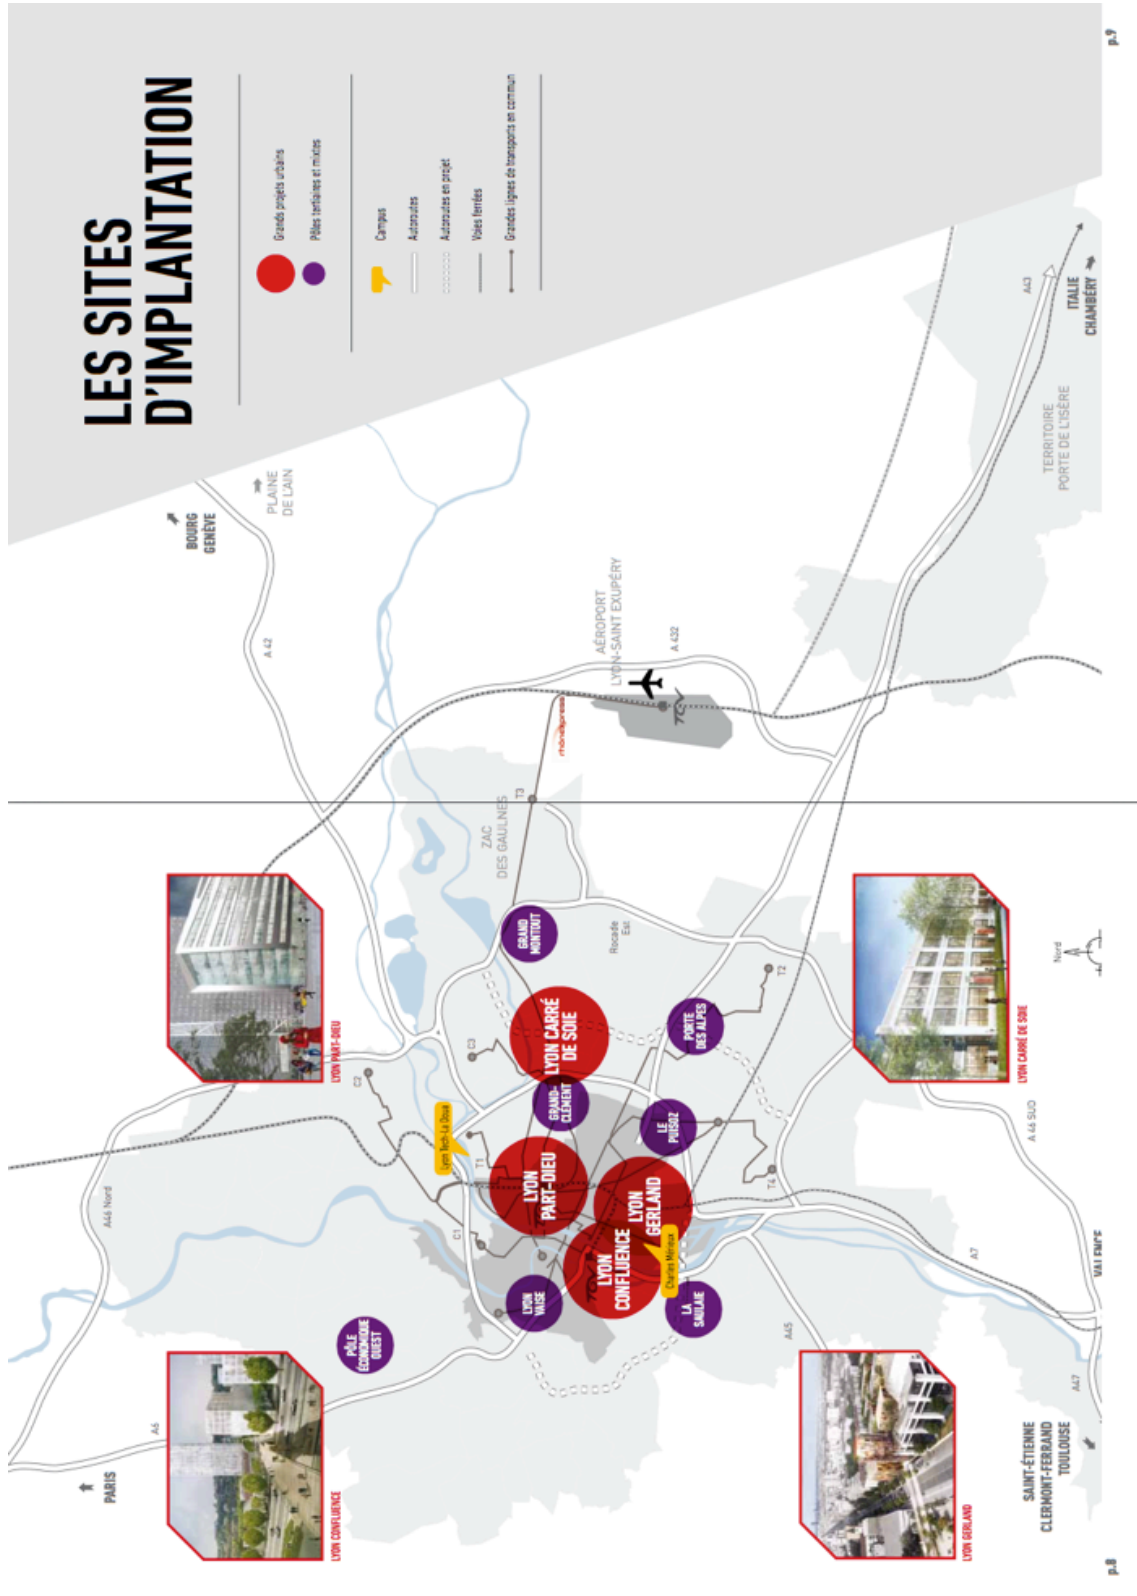 LES SITES
D'IMPLANTATION
Grands projets urbains
Pôles tertiaires et mixtes
Campus
Autoroutes
Autoroutes en projet
Voies ferrées
Grandes lignes de transports en commun
PARIS
A6
A46 Nord
BOURG
GENÈVE
PLAINE
DE L'AIN
A 42
LYON CONFLUENCE
LYON PART-DIEU
PÔLE
ÉCONOMIQUE
OUEST
C2
Lyon Tech-La Doua
C1
T1
C3
ZAC
DES GAULNES
T3
rhônexpress
AÉROPORT
LYON-SAINT EXUPÉRY
A 432
TGV
LYON
VAISE
LYON
PART-DIEU
GRAND-
CLÉMENT
LYON CARRÉ
DE SOIE
GRAND
MONTOUT
Rocade
Est
LYON
CONFLUENCE
TGV
LYON
GERLAND
Charles Mérieux
LE
PUISOZ
PORTE
DES ALPES
LA
SAULAIE
T4
T2
A45
A7
LYON GERLAND
LYON CARRÉ DE SOIE
A 46 SUD
Nord
A47
VALENCE
SAINT-ÉTIENNE
CLERMONT-FERRAND
TOULOUSE
TERRITOIRE
PORTE DE L'ISÈRE
A43
ITALIE
CHAMBÉRY
p.8
p.9